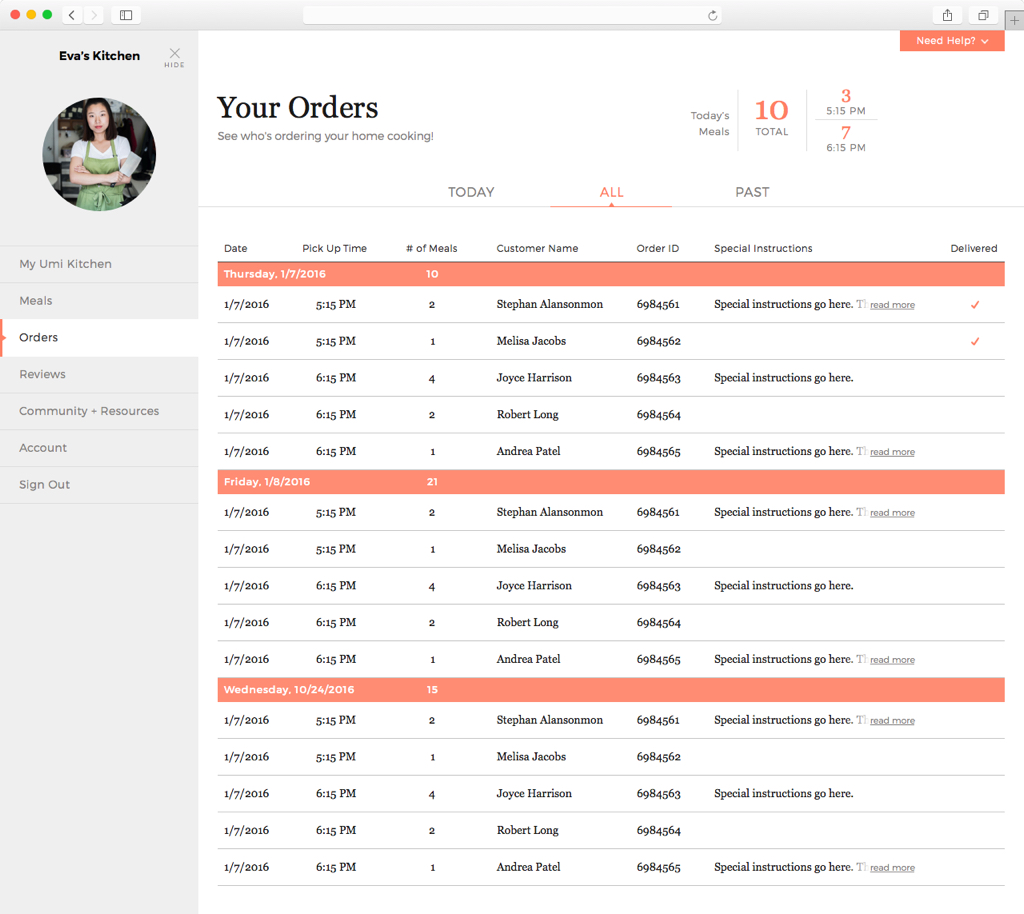 Eva's Kitchen
HIDE
Need Help?
Your Orders
See who's ordering your home cooking!
Today's Meals
10
TOTAL
3
5:15 PM
7
6:15 PM
TODAY ALL PAST
My Umi Kitchen
Meals
Orders
Reviews
Community + Resources
Account
Sign Out
Date Pick Up Time # of Meals Customer Name Order ID Special Instructions Delivered
Thursday, 1/7/2016 10
1/7/2016 5:15 PM 2 Stephan Alansonmon 6984561 Special instructions go here. read more
1/7/2016 5:15 PM 1 Melisa Jacobs 6984562
1/7/2016 6:15 PM 4 Joyce Harrison 6984563 Special instructions go here.
1/7/2016 6:15 PM 2 Robert Long 6984564
1/7/2016 6:15 PM 1 Andrea Patel 6984565 Special instructions go here. read more
Friday, 1/8/2016 21
1/7/2016 5:15 PM 2 Stephan Alansonmon 6984561 Special instructions go here. read more
1/7/2016 5:15 PM 1 Melisa Jacobs 6984562
1/7/2016 6:15 PM 4 Joyce Harrison 6984563 Special instructions go here.
1/7/2016 6:15 PM 2 Robert Long 6984564
1/7/2016 6:15 PM 1 Andrea Patel 6984565 Special instructions go here. read more
Wednesday, 10/24/2016 15
1/7/2016 5:15 PM 2 Stephan Alansonmon 6984561 Special instructions go here. read more
1/7/2016 5:15 PM 1 Melisa Jacobs 6984562
1/7/2016 6:15 PM 4 Joyce Harrison 6984563 Special instructions go here.
1/7/2016 6:15 PM 2 Robert Long 6984564
1/7/2016 6:15 PM 1 Andrea Patel 6984565 Special instructions go here. read more